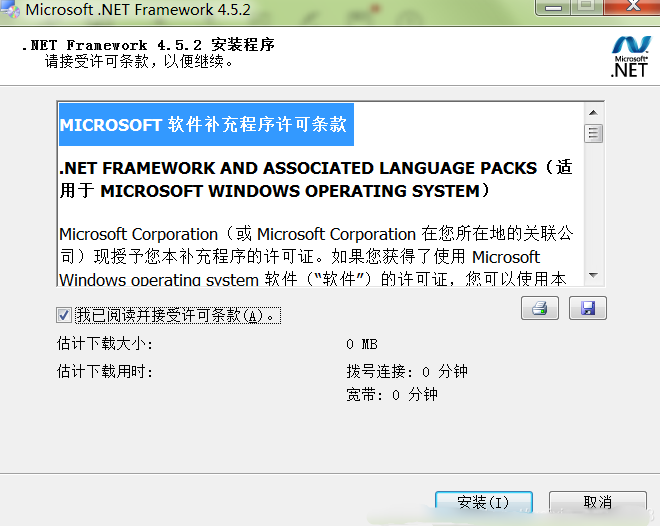 Microsoft .NET Framework 4.5.2
.NET Framework 4.5.2 安装程序
请接受许可条款，以便继续。
Microsoft®
.NET
MICROSOFT 软件补充程序许可条款
.NET FRAMEWORK AND ASSOCIATED LANGUAGE PACKS（适
用于 MICROSOFT WINDOWS OPERATING SYSTEM）
Microsoft Corporation（或 Microsoft Corporation 在您所在地的关联公
司）现授予您本补充程序的许可证。如果您获得了使用 Microsoft
Windows operating system 软件（“软件”）的许可证，您可以使用本
我已阅读并接受许可条款(A)。
估计下载大小: 0 MB
估计下载用时: 拨号连接: 0 分钟
宽带: 0 分钟
安装(I) 取消